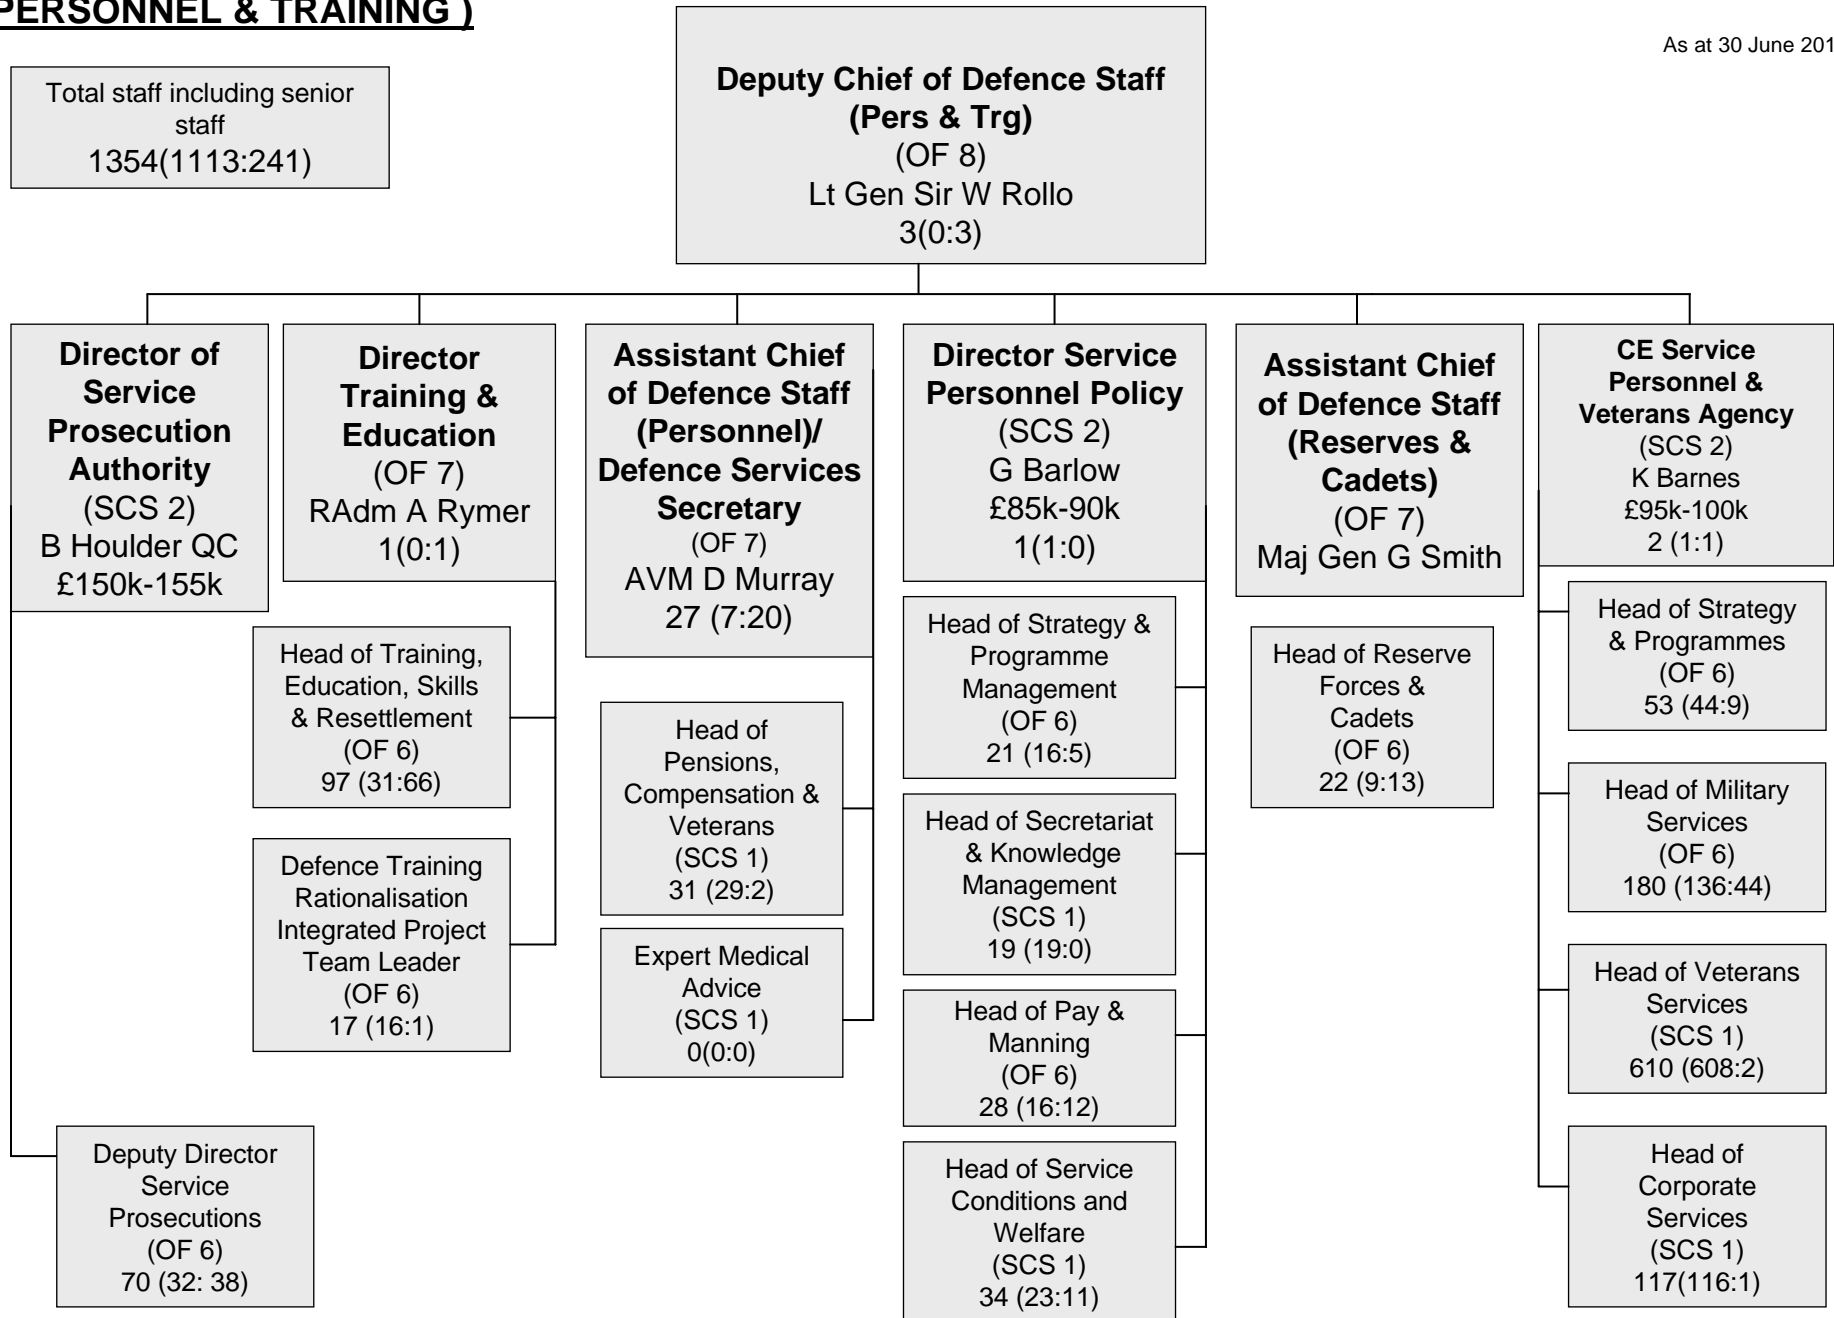 PERSONNEL & TRAINING )
As at 30 June 201
Total staff including senior
staff
1354(1113:241)
Deputy Chief of Defence Staff
(Pers & Trg)
(OF 8)
Lt Gen Sir W Rollo
3(0:3)
Director of
Service
Prosecution
Authority
(SCS 2)
B Houlder QC
£150k-155k
Director
Training &
Education
(OF 7)
RAdm A Rymer
1(0:1)
Assistant Chief
of Defence Staff
(Personnel)/
Defence Services
Secretary
(OF 7)
AVM D Murray
27 (7:20)
Director Service
Personnel Policy
(SCS 2)
G Barlow
£85k-90k
1(1:0)
Assistant Chief
of Defence Staff
(Reserves &
Cadets)
(OF 7)
Maj Gen G Smith
CE Service
Personnel &
Veterans Agency
(SCS 2)
K Barnes
£95k-100k
2 (1:1)
Head of Training,
Education, Skills
& Resettlement
(OF 6)
97 (31:66)
Defence Training
Rationalisation
Integrated Project
Team Leader
(OF 6)
17 (16:1)
Head of
Pensions,
Compensation &
Veterans
(SCS 1)
31 (29:2)
Expert Medical
Advice
(SCS 1)
0(0:0)
Head of Strategy &
Programme
Management
(OF 6)
21 (16:5)
Head of Secretariat
& Knowledge
Management
(SCS 1)
19 (19:0)
Head of Pay &
Manning
(OF 6)
28 (16:12)
Head of Service
Conditions and
Welfare
(SCS 1)
34 (23:11)
Head of Reserve
Forces &
Cadets
(OF 6)
22 (9:13)
Head of Strategy
& Programmes
(OF 6)
53 (44:9)
Head of Military
Services
(OF 6)
180 (136:44)
Head of Veterans
Services
(SCS 1)
610 (608:2)
Head of
Corporate
Services
(SCS 1)
117(116:1)
Deputy Director
Service
Prosecutions
(OF 6)
70 (32: 38)